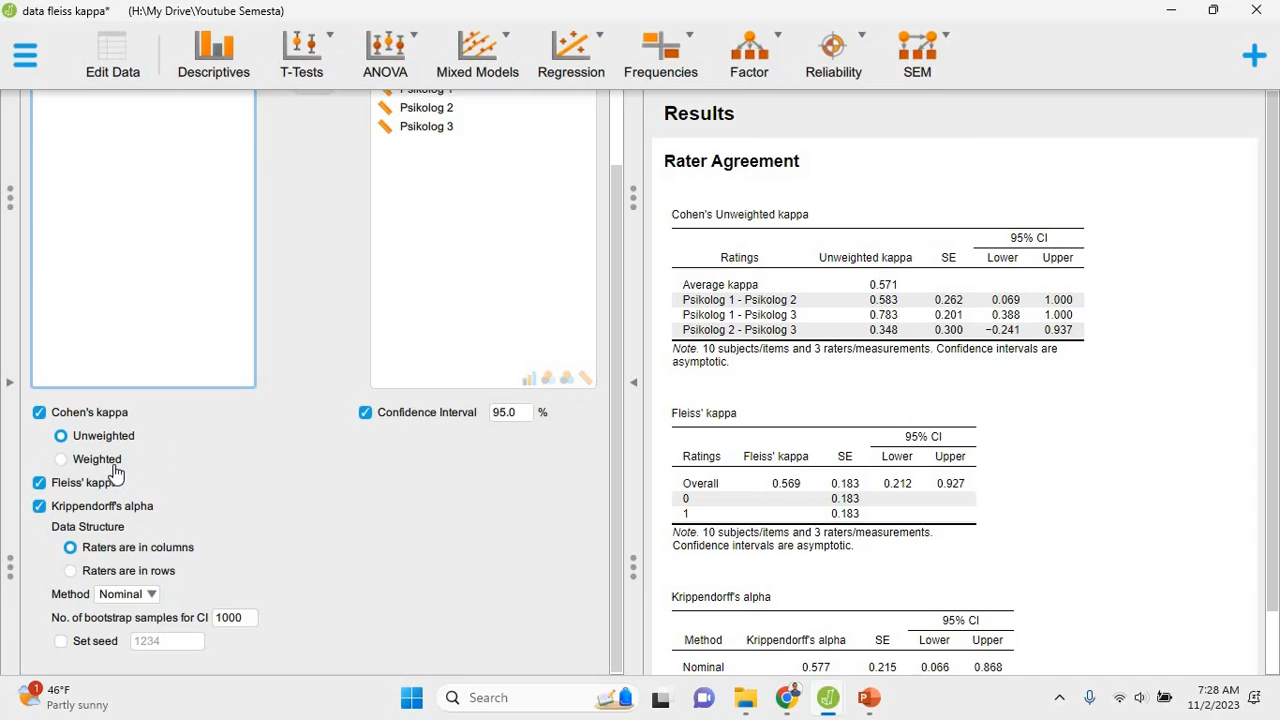 data fleiss kappa* (H:\My Drive\Youtube Semesta)
Edit Data Descriptives T-Tests ANOVA Mixed Models Regression Frequencies Factor Reliability SEM
Psikolog 1
Psikolog 2
Psikolog 3
Cohen's kappa
Confidence Interval 95.0 %
Unweighted
Weighted
Fleiss' kappa
Krippendorff's alpha
Data Structure
Raters are in columns
Raters are in rows
Method Nominal
No. of bootstrap samples for CI 1000
Set seed 1234
Results
Rater Agreement
Cohen's Unweighted kappa
95% CI
Ratings Unweighted kappa SE Lower Upper
Average kappa 0.571
Psikolog 1 - Psikolog 2 0.583 0.262 0.069 1.000
Psikolog 1 - Psikolog 3 0.783 0.201 0.388 1.000
Psikolog 2 - Psikolog 3 0.348 0.300 −0.241 0.937
Note. 10 subjects/items and 3 raters/measurements. Confidence intervals are
asymptotic.
Fleiss' kappa
95% CI
Ratings Fleiss' kappa SE Lower Upper
Overall 0.569 0.183 0.212 0.927
0 0.183
1 0.183
Note. 10 subjects/items and 3 raters/measurements.
Confidence intervals are asymptotic.
Krippendorff's alpha
95% CI
Method Krippendorff's alpha SE Lower Upper
Nominal 0.577 0.215 0.066 0.868
1
46°F
Partly sunny
Search
7:28 AM
11/2/2023